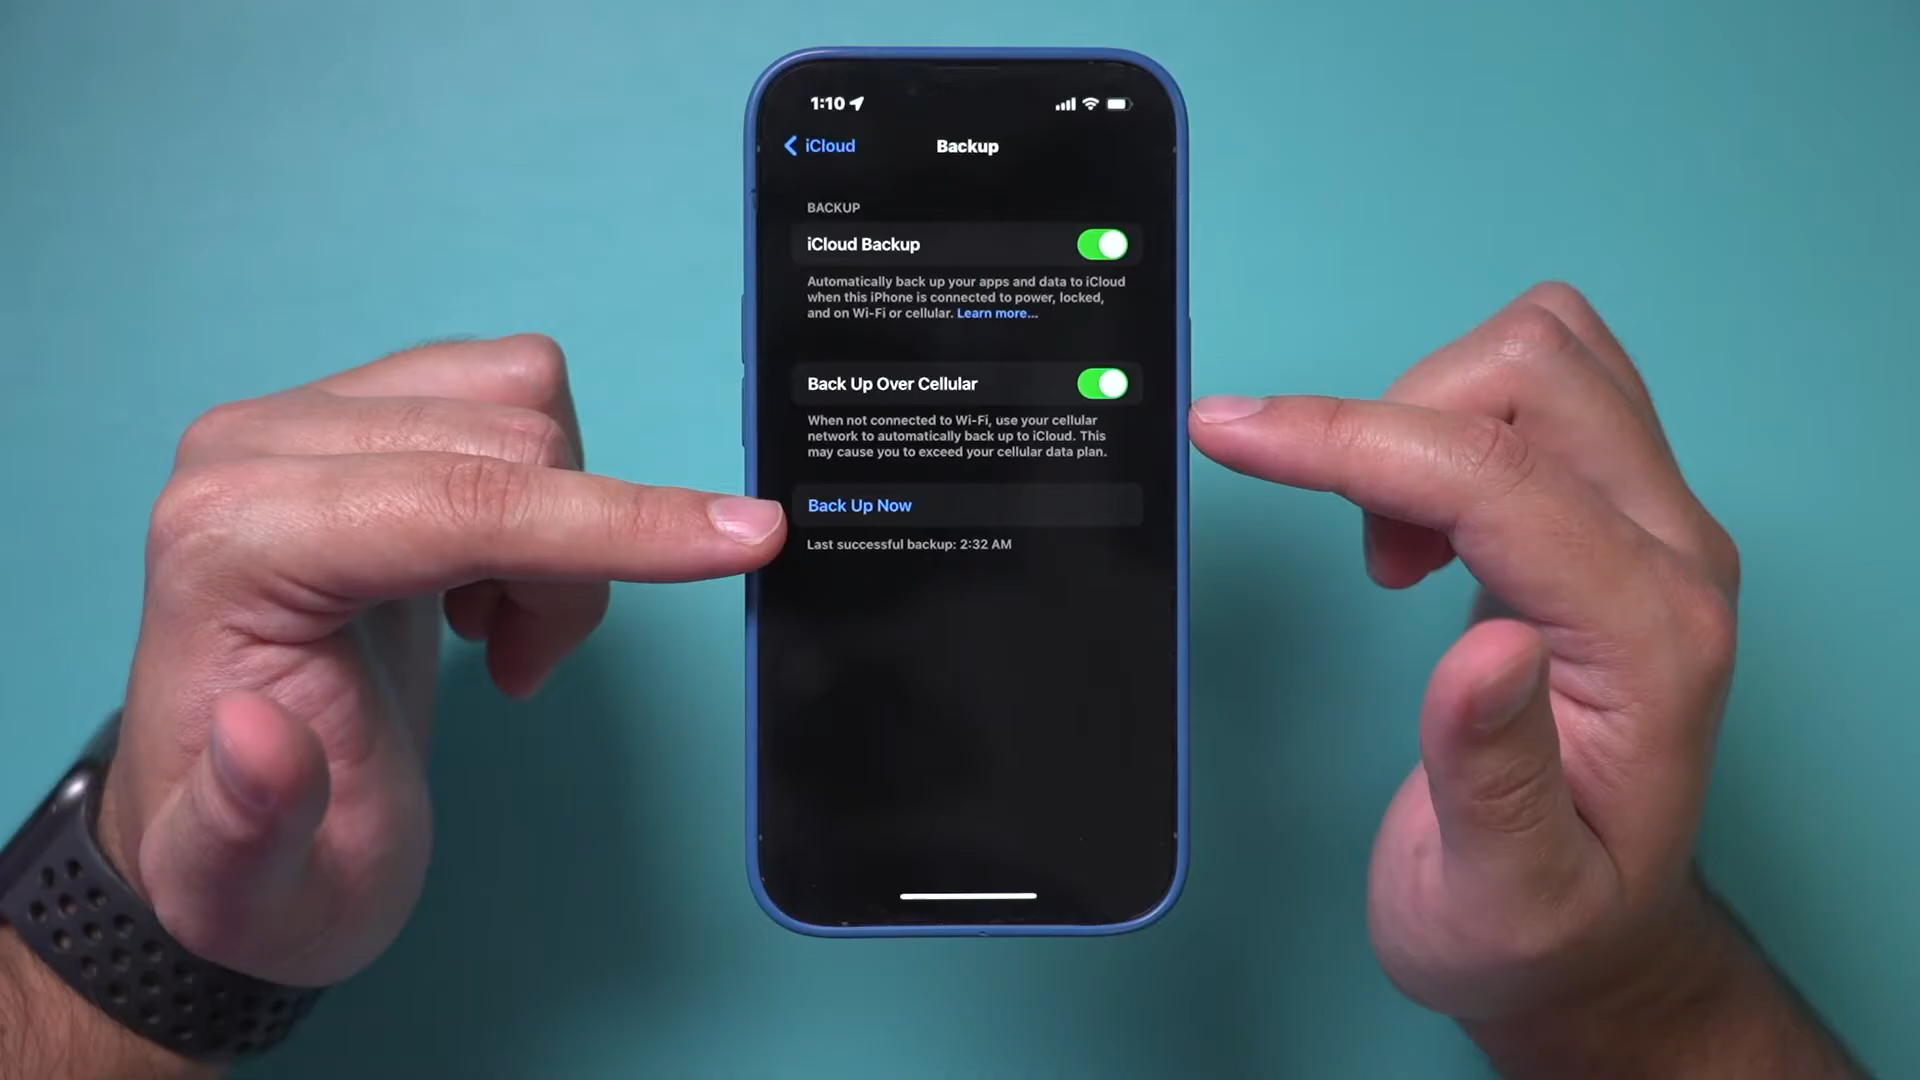 1:10
iCloud
Backup
BACKUP
iCloud Backup
Automatically back up your apps and data to iCloud
when this iPhone is connected to power, locked,
and on Wi-Fi or cellular. Learn more...
Back Up Over Cellular
When not connected to Wi-Fi, use your cellular
network to automatically back up to iCloud. This
may cause you to exceed your cellular data plan.
Back Up Now
Last successful backup: 2:32 AM